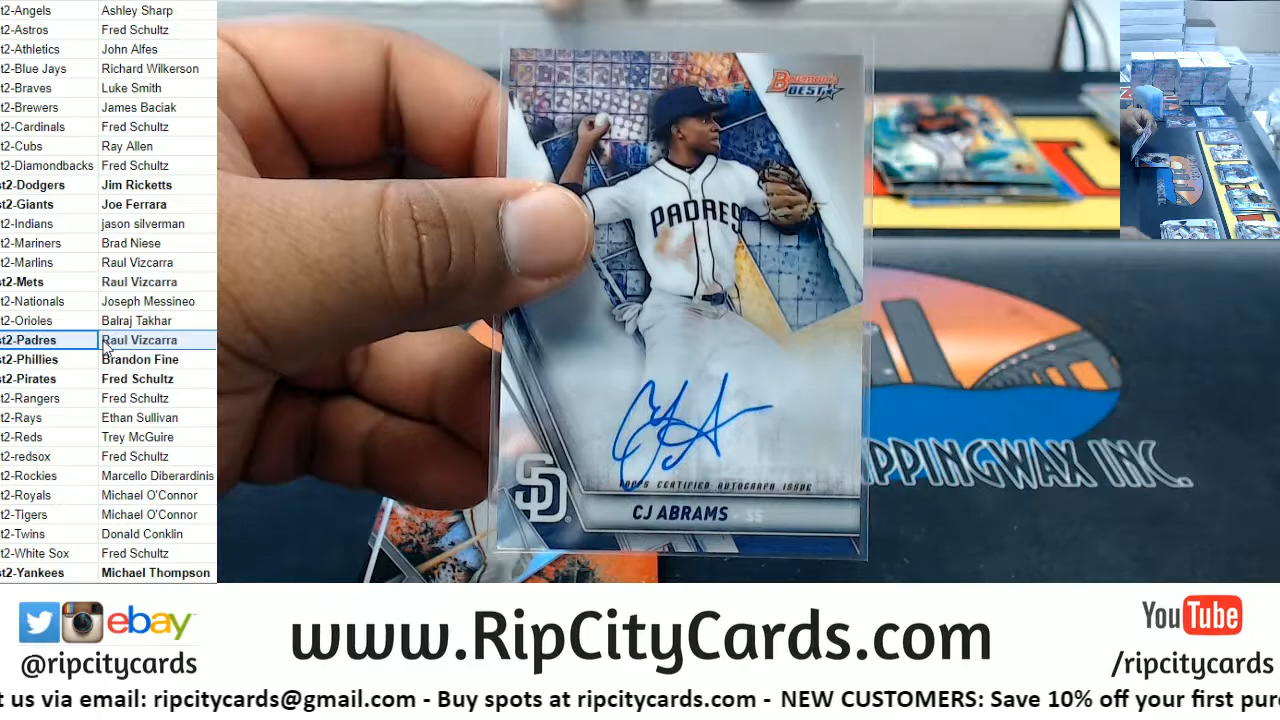 t2-Angels Ashley Sharp
t2-Astros Fred Schultz
t2-Athletics John Alfes
t2-Blue Jays Richard Wilkerson
t2-Braves Luke Smith
t2-Brewers James Baciak
t2-Cardinals Fred Schultz
t2-Cubs Ray Allen
t2-Diamondbacks Fred Schultz
st2-Dodgers Jim Ricketts
st2-Giants Joe Ferrara
t2-Indians jason silverman
t2-Mariners Brad Niese
t2-Marlins Raul Vizcarra
st2-Mets Raul Vizcarra
t2-Nationals Joseph Messineo
t2-Orioles Balraj Takhar
st2-Padres Raul Vizcarra
st2-Phillies Brandon Fine
st2-Pirates Fred Schultz
t2-Rangers Fred Schultz
t2-Rays Ethan Sullivan
t2-Reds Trey McGuire
t2-redsox Fred Schultz
t2-Rockies Marcello Diberardinis
t2-Royals Michael O'Connor
t2-Tigers Michael O'Connor
t2-Twins Donald Conklin
t2-White Sox Fred Schultz
st2-Yankees Michael Thompson
Bowman's
BEST
PADRES
TOPPS CERTIFIED AUTOGRAPH ISSUE
SD
CJ ABRAMS SS
PPINGWAX INC.
ebay
@ripcitycards
www.RipCityCards.com
YouTube
/ripcitycards
t us via email: ripcitycards@gmail.com - Buy spots at ripcitycards.com - NEW CUSTOMERS: Save 10% off your first pur